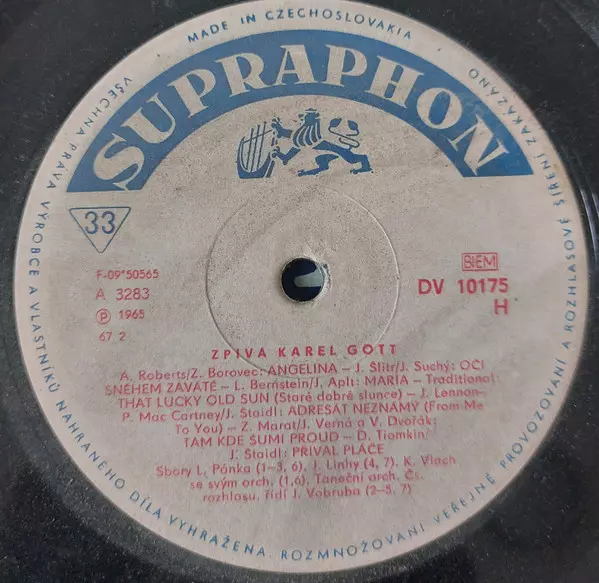 MADE IN CZECHOSLOVAKIA
SUPRAPHON
VŠECHNA PRÁVA VÝROBCE A VLASTNÍKŮ NAHRANÉHO DÍLA VYHRAŽENA. ROZMNOŽOVÁNÍ VEŘEJNÉ PROVOZOVÁNÍ A ROZHLASOVÉ ŠÍŘENÍ ZAKÁZÁNO
33
F-09*50565
A 3283
Ⓟ 1965
67 2
BIEM
DV 10175
H
ZPÍVÁ KAREL GOTT
A. Roberts/Z. Borovec: ANGELINA – J. Šlitr/J. Suchý: OČI
SNĚHEM ZAVÁTÉ – L. Bernstein/J. Aplt: MARIA – Traditional:
THAT LUCKY OLD SUN (Staré dobré slunce) – J. Lennon-
P. Mac Cartney/J. Štaidl: ADRESÁT NEZNÁMÝ (From Me
To You) – Z. Marat/J. Verná a V. Dvořák:
TAM KDE ŠUMÍ PROUD – D. Tiomkin/
J. Štaidl: PŘÍVAL PLÁČE
Sbory L. Pánka (1–3, 6), J. Linhy (4, 7). K. Vlach
se svým orch. (1,6), Taneční orch. Čs.
rozhlasu, řídí J. Vobruba (2–5, 7)